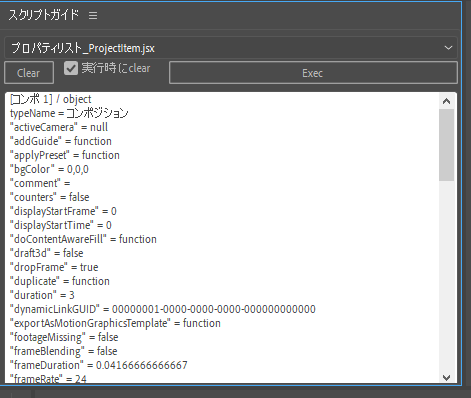 スクリプトガイド
プロパティリスト_ProjectItem.jsx
Clear
実行時にclear
Exec
[コンポ 1] / object
typeName = コンポジション
"activeCamera" = null
"addGuide" = function
"applyPreset" = function
"bgColor" = 0,0,0
"comment" =
"counters" = false
"displayStartFrame" = 0
"displayStartTime" = 0
"doContentAwareFill" = function
"draft3d" = false
"dropFrame" = true
"duplicate" = function
"duration" = 3
"dynamicLinkGUID" = 00000001-0000-0000-0000-000000000000
"exportAsMotionGraphicsTemplate" = function
"footageMissing" = false
"frameBlending" = false
"frameDuration" = 0.04166666666667
"frameRate" = 24